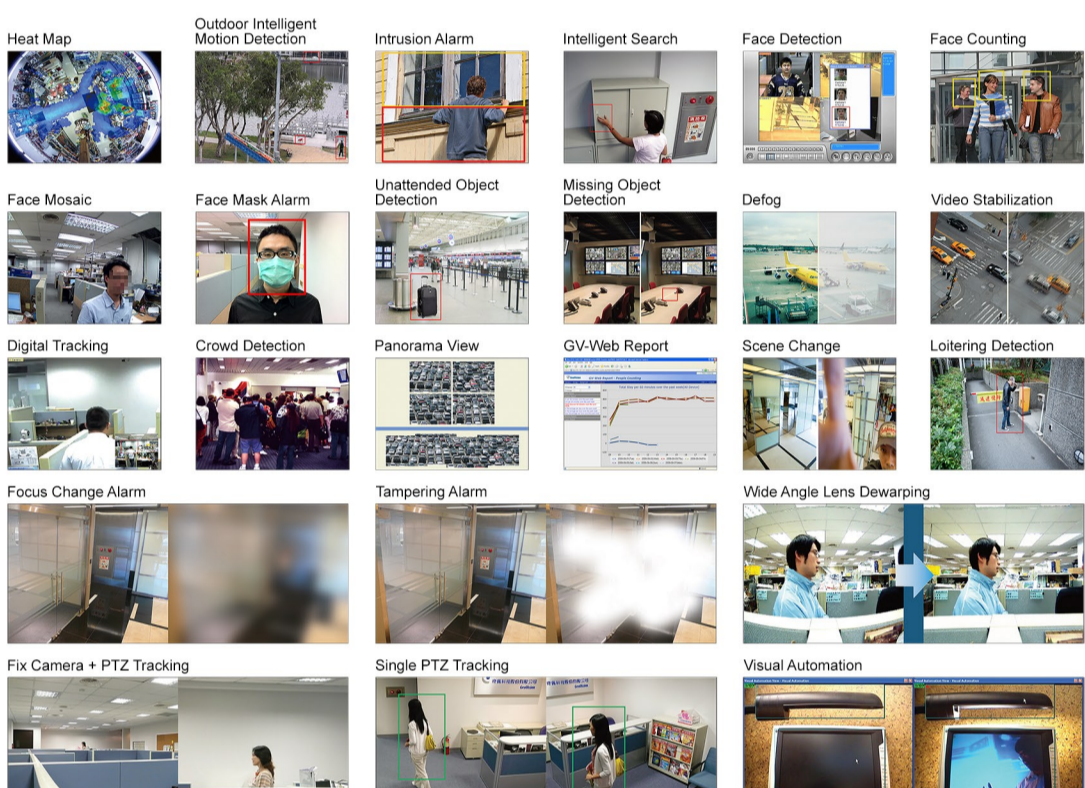 Heat Map
Outdoor Intelligent
Motion Detection
Intrusion Alarm
Intelligent Search
Face Detection
Face Counting
Face Mosaic
Face Mask Alarm
Unattended Object
Detection
Missing Object
Detection
Defog
Video Stabilization
Digital Tracking
Crowd Detection
Panorama View
GV-Web Report
Scene Change
Loitering Detection
Focus Change Alarm
Tampering Alarm
Wide Angle Lens Dewarping
Fix Camera + PTZ Tracking
Single PTZ Tracking
Visual Automation